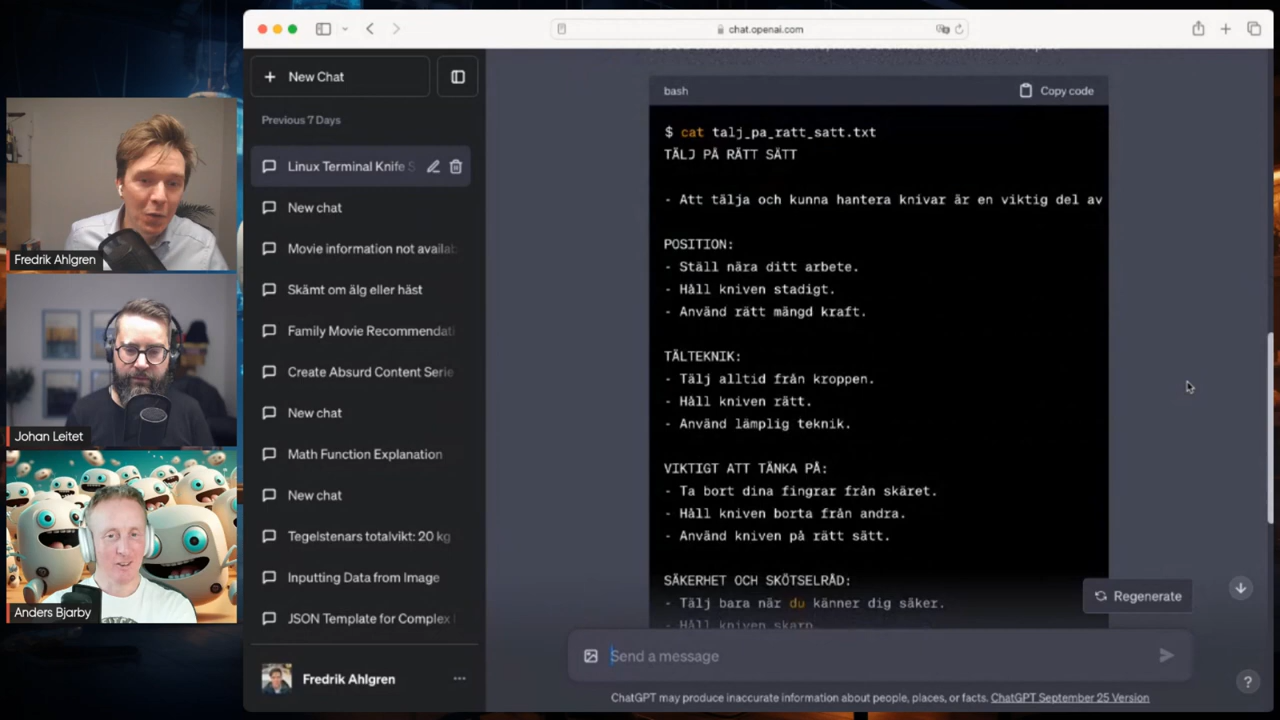 chat.openai.com
New Chat
Previous 7 Days
Linux Terminal Knife S
New chat
Movie information not availab
Skämt om älg eller häst
Family Movie Recommendati
Create Absurd Content Serie
New chat
Math Function Explanation
New chat
Tegelstenars totalvikt: 20 kg
Inputting Data from Image
JSON Template for Complex
Fredrik Ahlgren
Fredrik Ahlgren
Johan Leitet
Anders Bjarby
bash
Copy code
$ cat talj_pa_ratt_satt.txt
TÄLJ PÅ RÄTT SÄTT
- Att tälja och kunna hantera knivar är en viktig del av
POSITION:
- Ställ nära ditt arbete.
- Håll kniven stadigt.
- Använd rätt mängd kraft.
TÄLTEKNIK:
- Tälj alltid från kroppen.
- Håll kniven rätt.
- Använd lämplig teknik.
VIKTIGT ATT TÄNKA PÅ:
- Ta bort dina fingrar från skäret.
- Håll kniven borta från andra.
- Använd kniven på rätt sätt.
SÄKERHET OCH SKÖTSELRÅD:
- Tälj bara när du känner dig säker.
- Håll kniven skarp
Regenerate
Send a message
ChatGPT may produce inaccurate information about people, places, or facts. ChatGPT September 25 Version